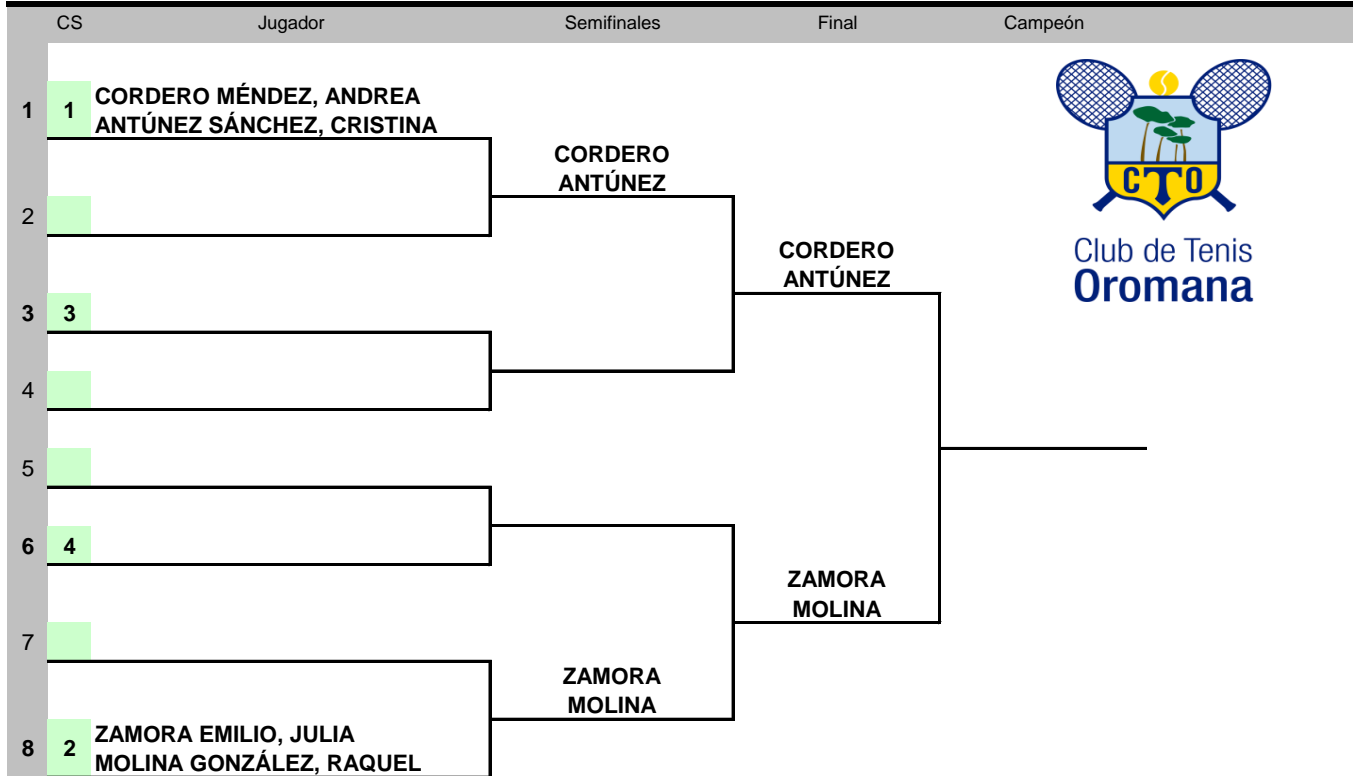 CS Jugador Semifinales Final Campeón
1 1 CORDERO MÉNDEZ, ANDREA
ANTÚNEZ SÁNCHEZ, CRISTINA
CORDERO
ANTÚNEZ
2
CORDERO
ANTÚNEZ
3 3
4
5
6 4
ZAMORA
MOLINA
7
ZAMORA
MOLINA
8 2 ZAMORA EMILIO, JULIA
MOLINA GONZÁLEZ, RAQUEL
CTO
Club de Tenis
Oromana